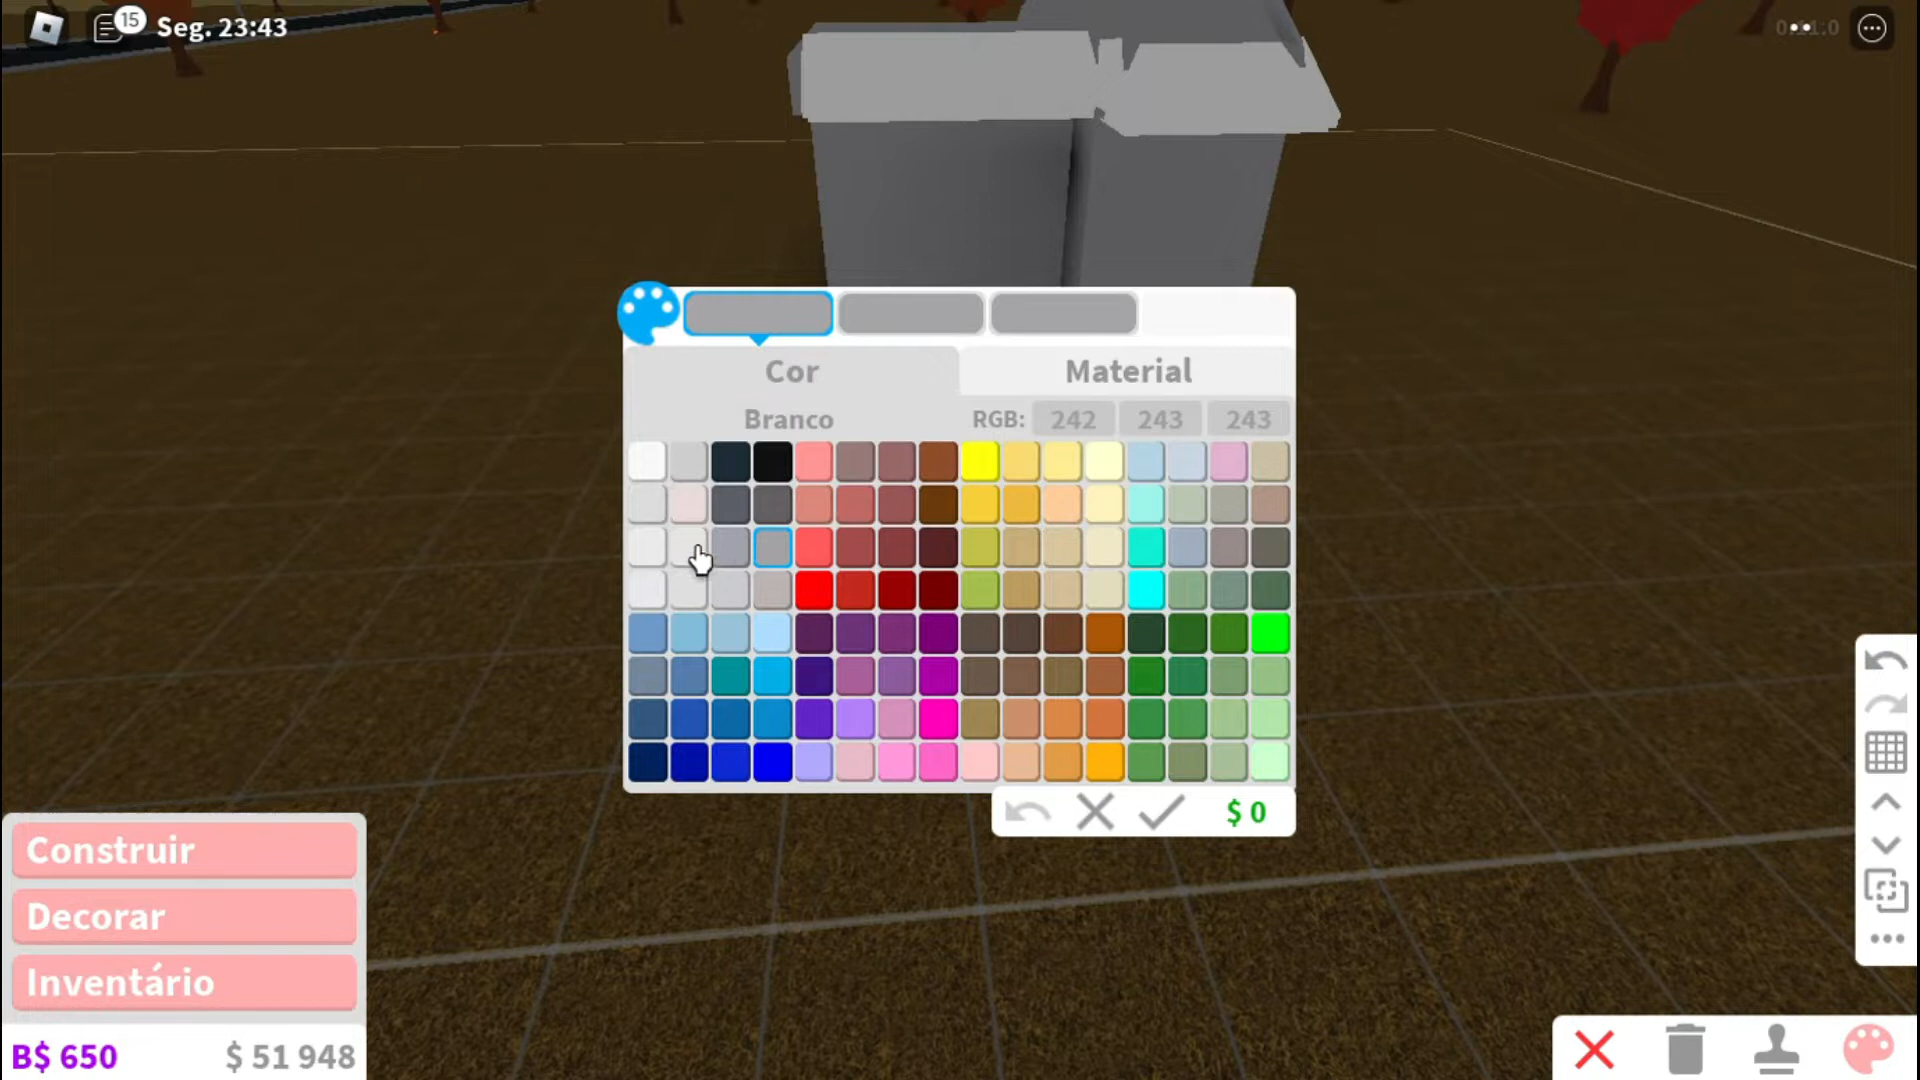 15 Seg. 23:43
Cor Material
Branco RGB: 242 243 243
$ 0
Construir
Decorar
Inventário
B$ 650 $ 51 948